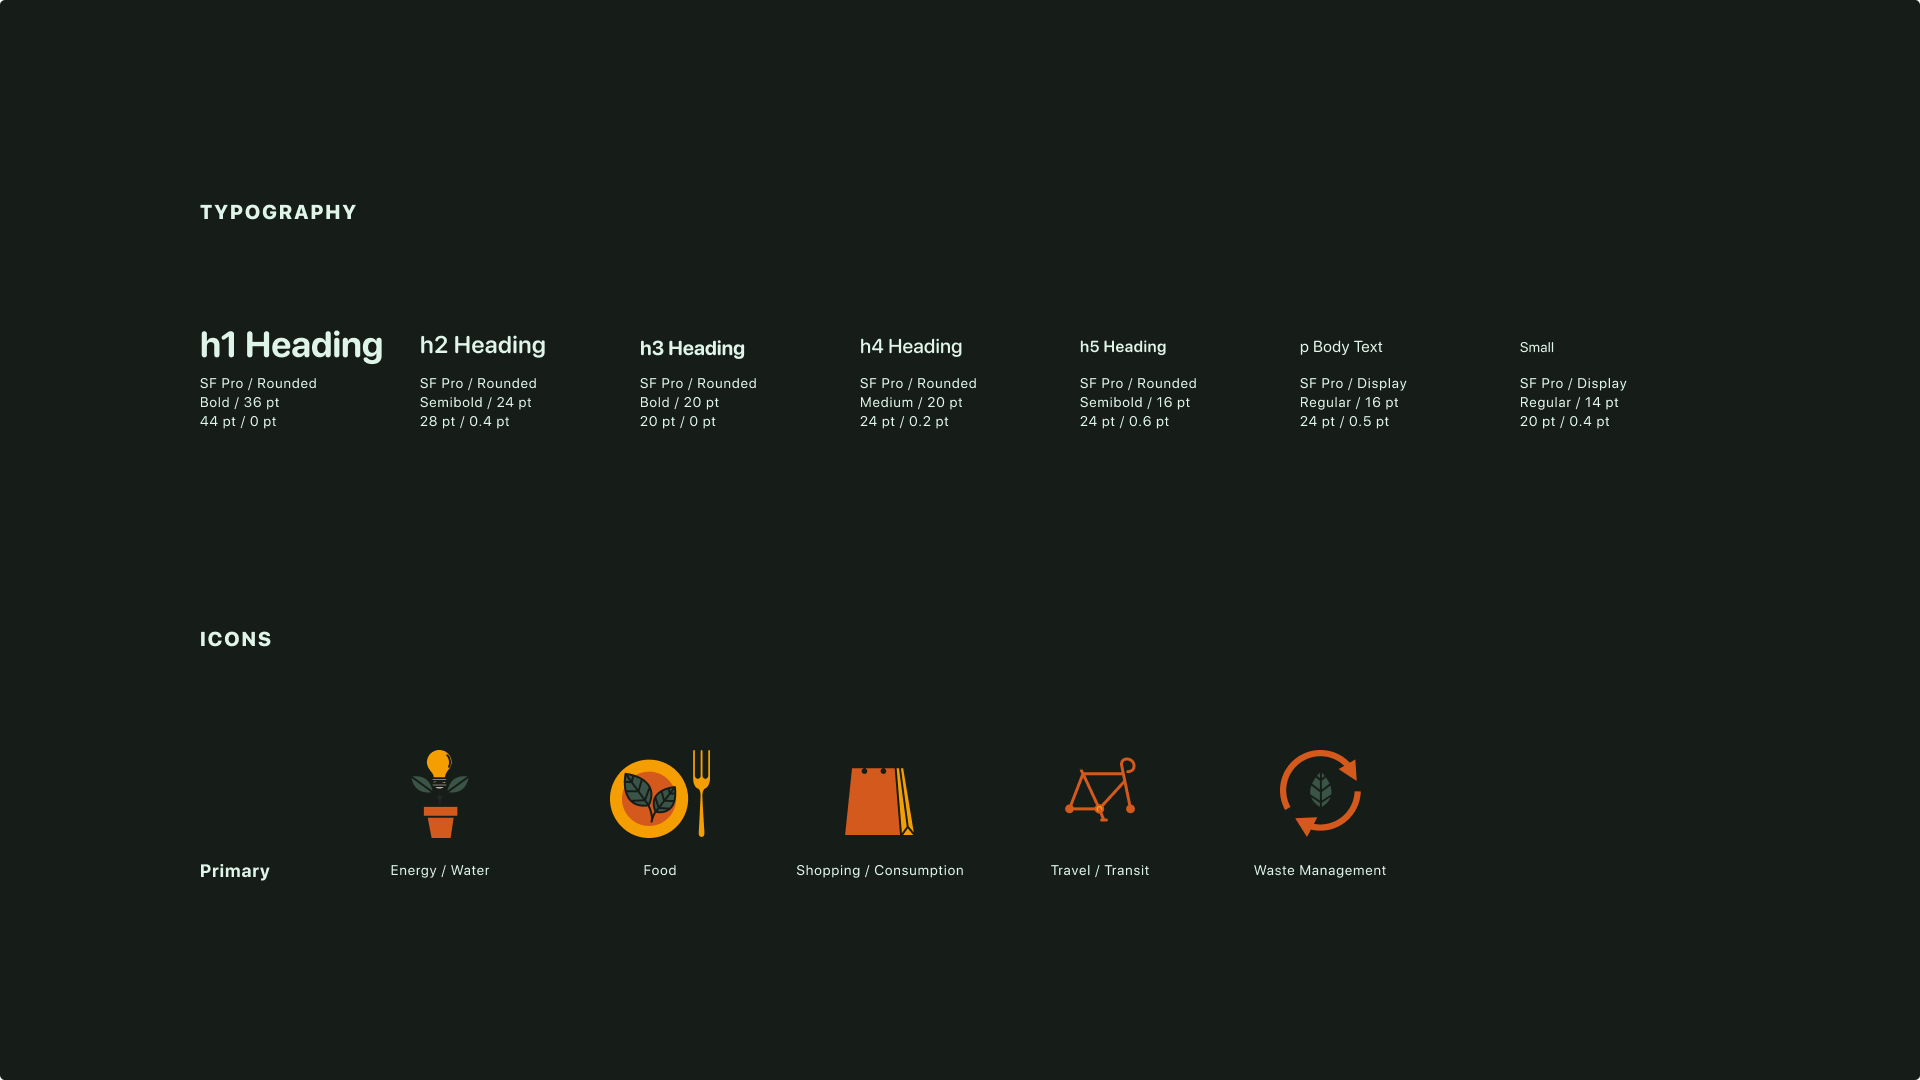 TYPOGRAPHY
h1 Heading
SF Pro / Rounded
Bold / 36 pt
44 pt / 0 pt
h2 Heading
SF Pro / Rounded
Semibold / 24 pt
28 pt / 0.4 pt
h3 Heading
SF Pro / Rounded
Bold / 20 pt
20 pt / 0 pt
h4 Heading
SF Pro / Rounded
Medium / 20 pt
24 pt / 0.2 pt
h5 Heading
SF Pro / Rounded
Semibold / 16 pt
24 pt / 0.6 pt
p Body Text
SF Pro / Display
Regular / 16 pt
24 pt / 0.5 pt
Small
SF Pro / Display
Regular / 14 pt
20 pt / 0.4 pt
ICONS
Primary
Energy / Water
Food
Shopping / Consumption
Travel / Transit
Waste Management